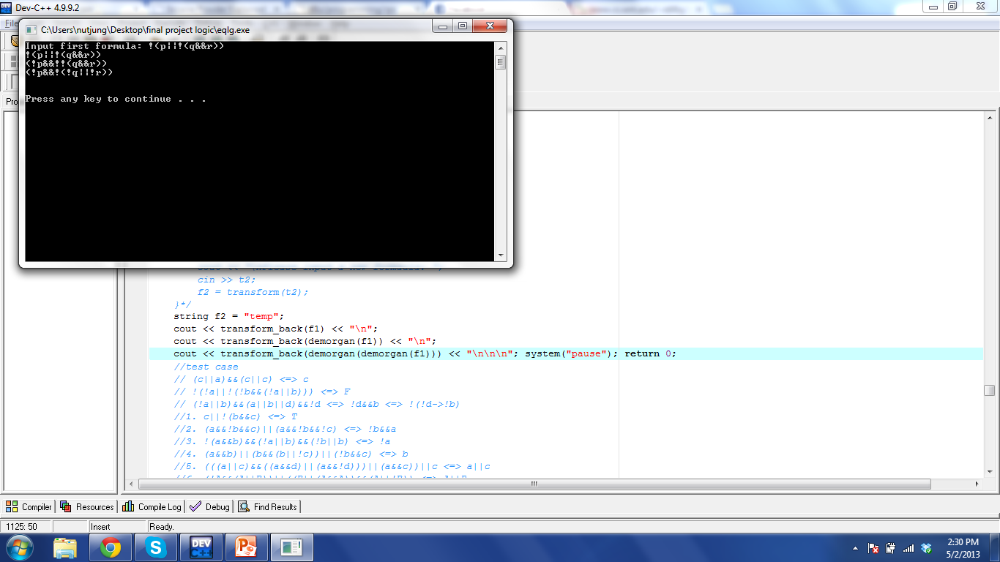 Dev-C++ 4.9.9.2
C:\Users\nutjung\Desktop\final project logic\eqlg.exe
Input first formula: !(p||!(q&&r))
!(p||!(q&&r))
(!p&&!!(q&&r))
(!p&&!(!q||!r))
Press any key to continue . . .
cin >> t2;
f2 = transform(t2);
}*/
string f2 = "temp";
cout << transform_back(f1) << "\n";
cout << transform_back(demorgan(f1)) << "\n";
cout << transform_back(demorgan(demorgan(f1))) << "\n\n\n"; system("pause"); return 0;
//test case
// (c||a)&&(c||c) <=> c
// !(!a||!(!b&&(!a||b))) <=> F
// (!a||b)&&(a||b||d)&&!d <=> !d&&b <=> !(!d->!b)
//1. c||!(b&&c) <=> T
//2. (a&&!b&&c)||(a&&!b&&!c) <=> !b&&a
//3. !(a&&b)&&(!a||b)&&(!b||b) <=> !a
//4. (a&&b)||(b&&(b||!c))||(!b&&c) <=> b
//5. (((a||c)&&((a&&d)||(a&&!d)))||(a&&c))||c <=> a||c
Compiler Resources Compile Log Debug Find Results
1125: 50 Insert Ready.
2:30 PM
5/2/2013